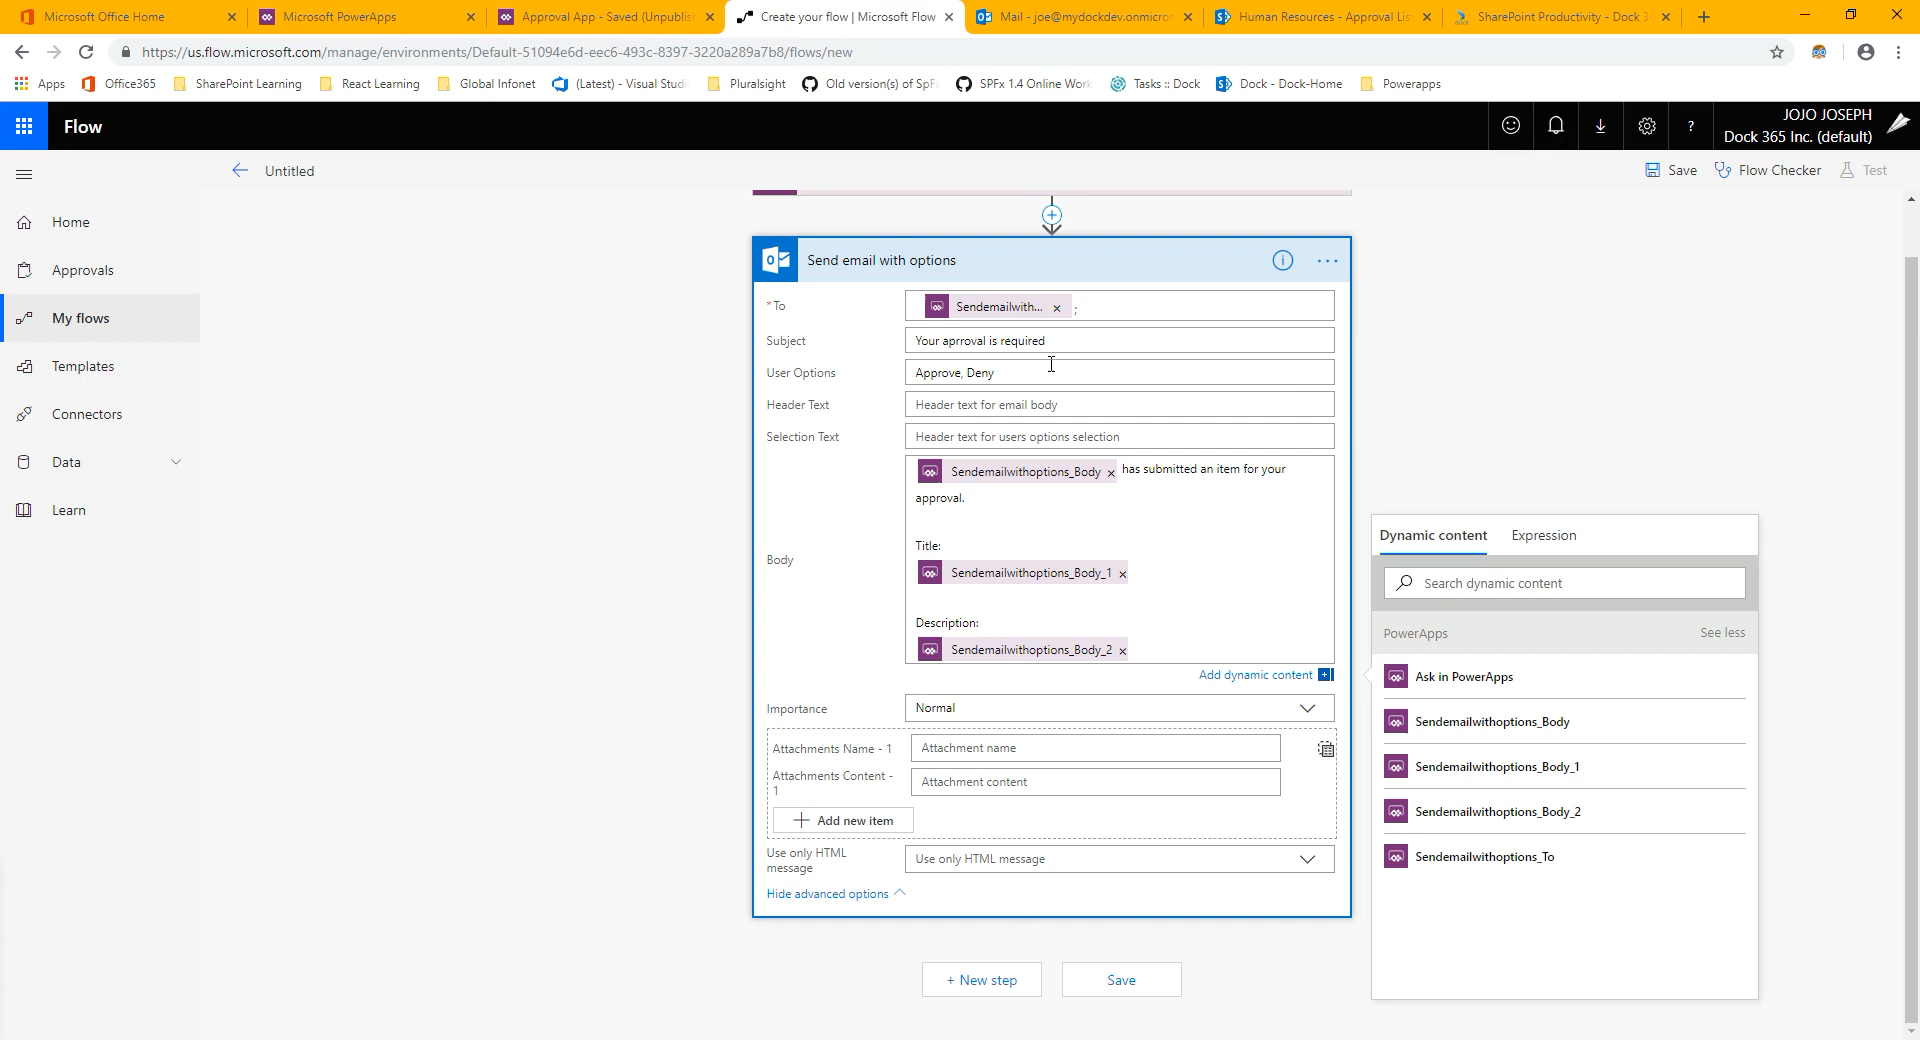 Microsoft Office Home
Microsoft PowerApps
Approval App - Saved (Unpublis
Create your flow | Microsoft Flow
Mail - joe@mydockdev.onmicros
Human Resources - Approval Lis
SharePoint Productivity - Dock 3
https://us.flow.microsoft.com/manage/environments/Default-51094e6d-eec6-493c-8397-3220a289a7b8/flows/new
Apps
Office365
SharePoint Learning
React Learning
Global Infonet
(Latest) - Visual Studi
Pluralsight
Old version(s) of SpF
SPFx 1.4 Online Work
Tasks :: Dock
Dock - Dock-Home
Powerapps
Flow
?
JOJO JOSEPH
Dock 365 Inc. (default)
Untitled
Save
Flow Checker
Test
Home
Approvals
My flows
Templates
Connectors
Data
Learn
Send email with options
* To
Sendemailwith... ;
Subject
Your aprroval is required
User Options
Approve, Deny
Header Text
Header text for email body
Selection Text
Header text for users options selection
Body
Sendemailwithoptions_Body has submitted an item for your
approval.
Title:
Sendemailwithoptions_Body_1
Description:
Sendemailwithoptions_Body_2
Add dynamic content
Importance
Normal
Attachments Name - 1
Attachment name
Attachments Content -
1
Attachment content
Add new item
Use only HTML
message
Use only HTML message
Hide advanced options
+ New step
Save
Dynamic content
Expression
Search dynamic content
PowerApps
See less
Ask in PowerApps
Sendemailwithoptions_Body
Sendemailwithoptions_Body_1
Sendemailwithoptions_Body_2
Sendemailwithoptions_To